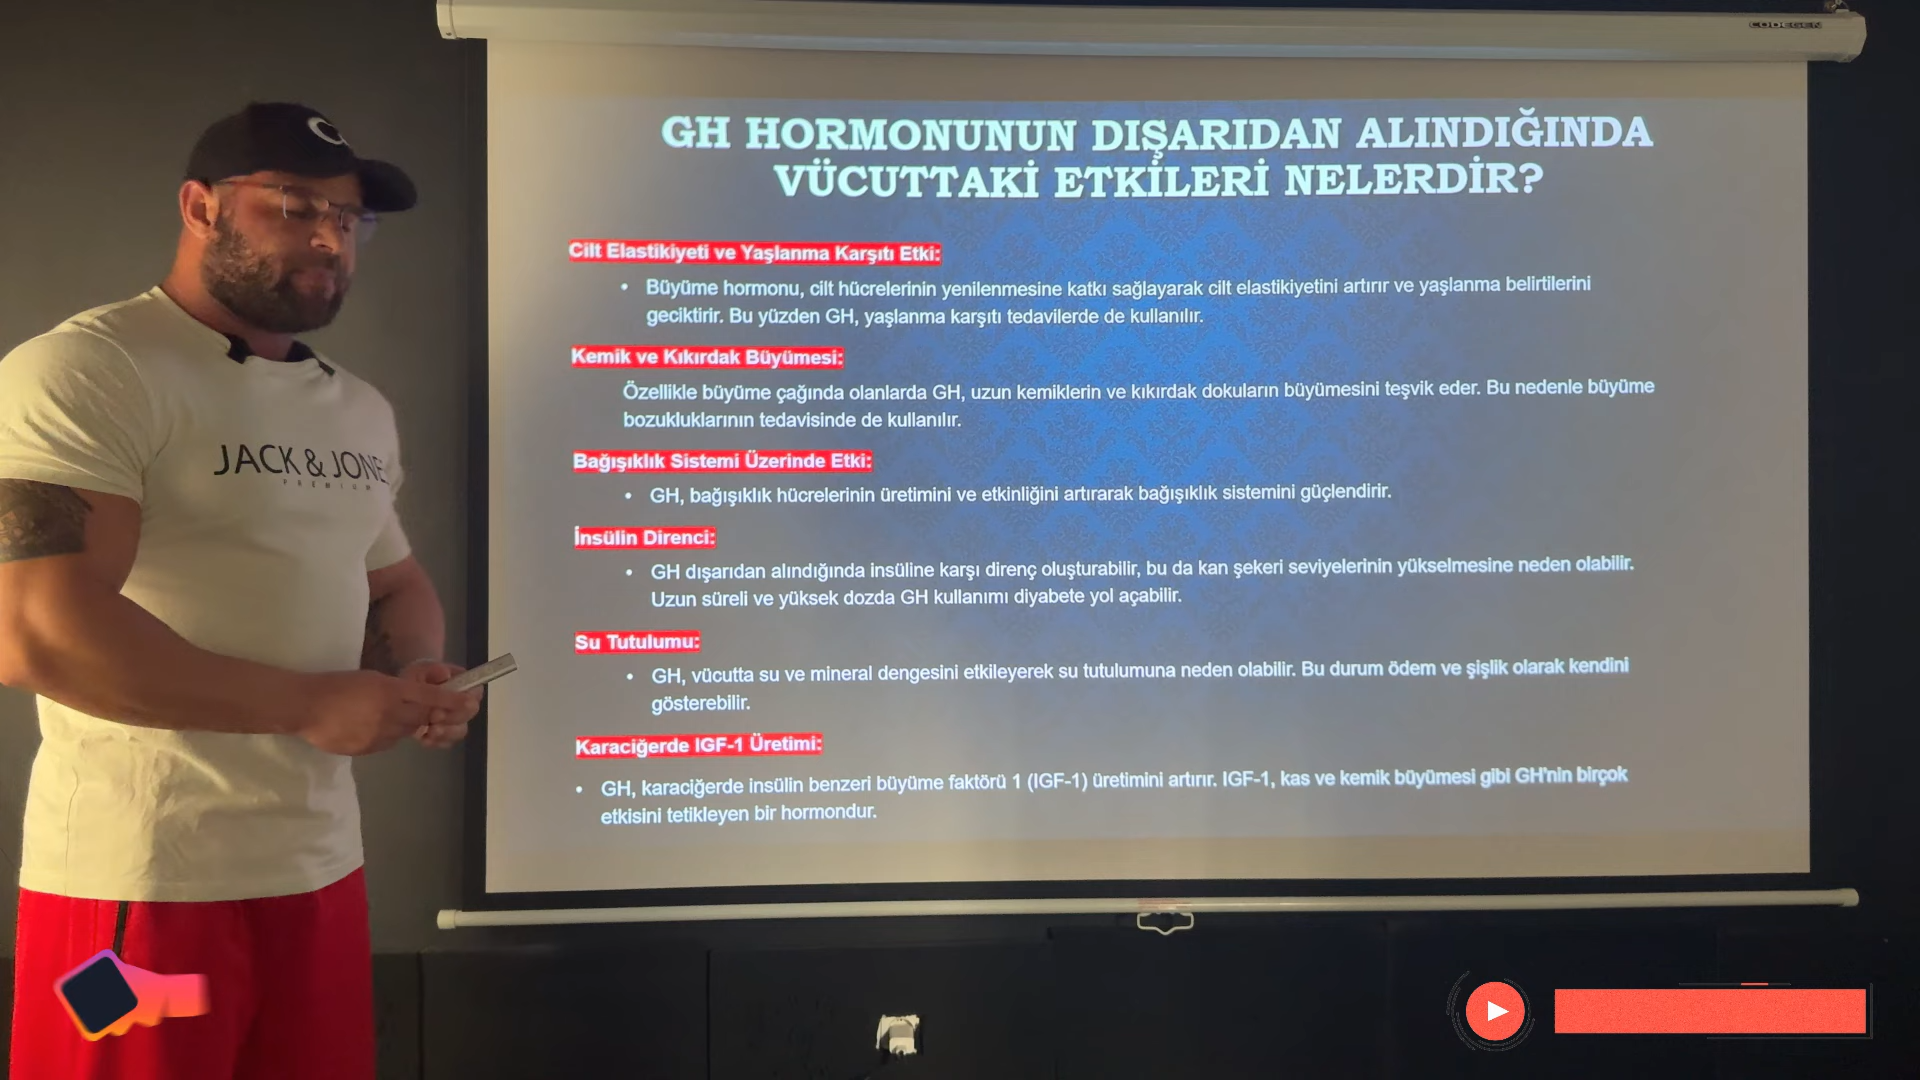 CODEGEN
GH HORMONUNUN DIŞARIDAN ALINDIĞINDA
VÜCUTTAKİ ETKİLERİ NELERDİR?
Cilt Elastikiyeti ve Yaşlanma Karşıtı Etki:
• Büyüme hormonu, cilt hücrelerinin yenilenmesine katkı sağlayarak cilt elastikiyetini artırır ve yaşlanma belirtilerini
geciktirir. Bu yüzden GH, yaşlanma karşıtı tedavilerde de kullanılır.
Kemik ve Kıkırdak Büyümesi:
Özellikle büyüme çağında olanlarda GH, uzun kemiklerin ve kıkırdak dokuların büyümesini teşvik eder. Bu nedenle büyüme
bozukluklarının tedavisinde de kullanılır.
Bağışıklık Sistemi Üzerinde Etki:
• GH, bağışıklık hücrelerinin üretimini ve etkinliğini artırarak bağışıklık sistemini güçlendirir.
İnsülin Direnci:
• GH dışarıdan alındığında insüline karşı direnç oluşturabilir, bu da kan şekeri seviyelerinin yükselmesine neden olabilir.
Uzun süreli ve yüksek dozda GH kullanımı diyabete yol açabilir.
Su Tutulumu:
• GH, vücutta su ve mineral dengesini etkileyerek su tutulumuna neden olabilir. Bu durum ödem ve şişlik olarak kendini
gösterebilir.
Karaciğerde IGF-1 Üretimi:
• GH, karaciğerde insülin benzeri büyüme faktörü 1 (IGF-1) üretimini artırır. IGF-1, kas ve kemik büyümesi gibi GH'nin birçok
etkisini tetikleyen bir hormondur.
JACK & JONE
PREMIUM